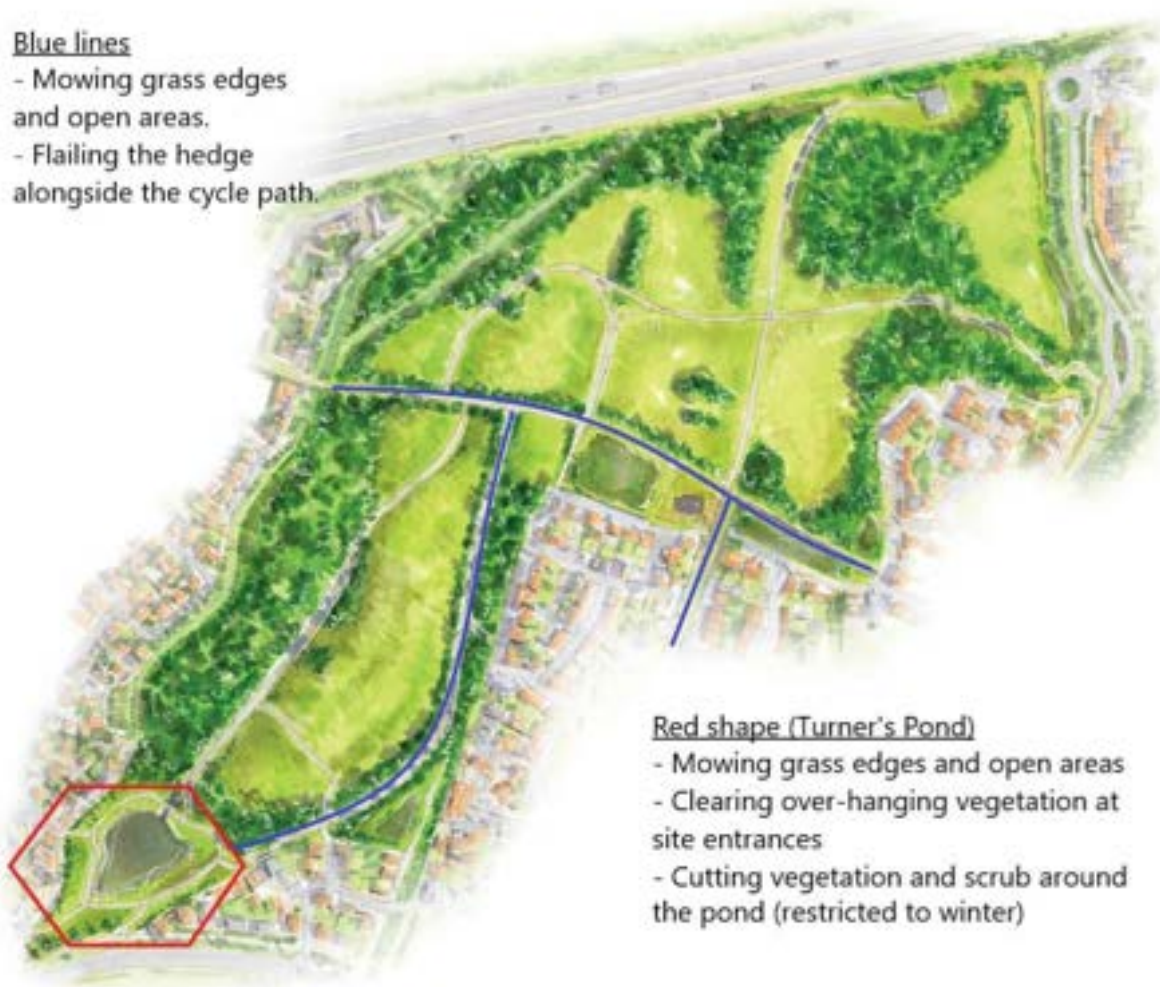 Blue lines
- Mowing grass edges
and open areas.
- Flailing the hedge
alongside the cycle path.
Red shape (Turner's Pond)
- Mowing grass edges and open areas
- Clearing over-hanging vegetation at
site entrances
- Cutting vegetation and scrub around
the pond (restricted to winter)